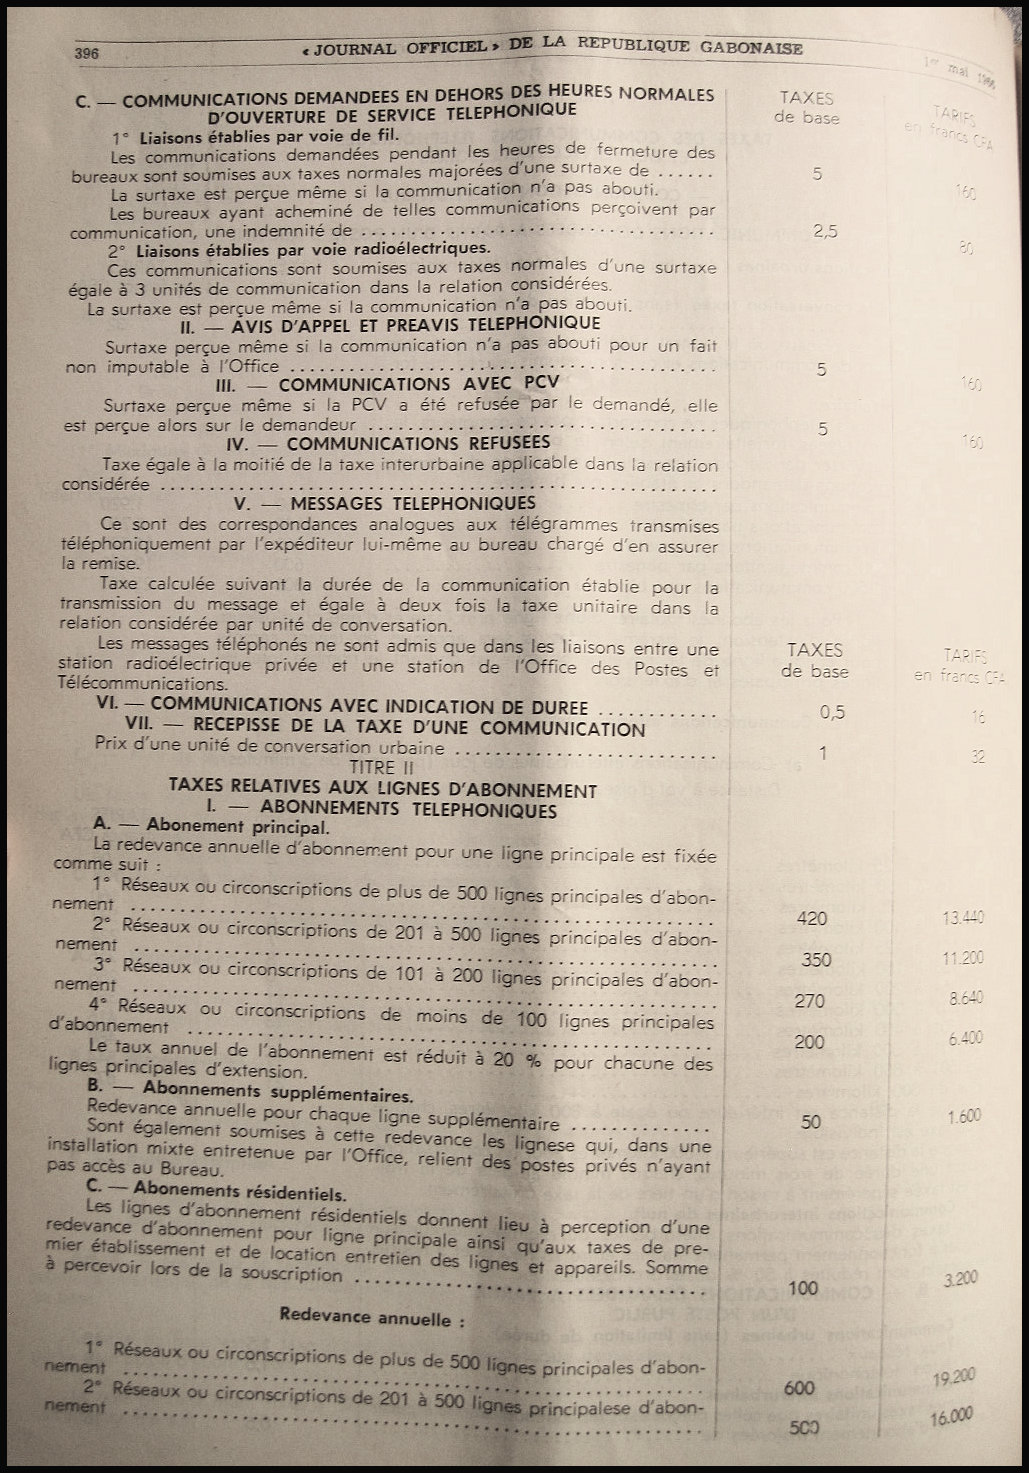 396
« JOURNAL OFFICIEL » DE LA REPUBLIQUE GABONAISE
1er mai
C. — COMMUNICATIONS DEMANDEES EN DEHORS DES HEURES NORMALES
D'OUVERTURE DE SERVICE TELEPHONIQUE
TAXES
de base
TARIFS
en francs CFA
1° Liaisons établies par voie de fil.
Les communications demandées pendant les heures de fermeture des
bureaux sont soumises aux taxes normales majorées d'une surtaxe de ...... 5 160
La surtaxe est perçue même si la communication n'a pas abouti.
Les bureaux ayant acheminé de telles communications perçoivent par
communication, une indemnité de .................................... 2,5 80
2° Liaisons établies par voie radioélectriques.
Ces communications sont soumises aux taxes normales d'une surtaxe
égale à 3 unités de communication dans la relation considérées.
La surtaxe est perçue même si la communication n'a pas abouti.
II. — AVIS D'APPEL ET PREAVIS TELEPHONIQUE
Surtaxe perçue même si la communication n'a pas abouti pour un fait
non imputable à l'Office ........................................... 5 160
III. — COMMUNICATIONS AVEC PCV
Surtaxe perçue même si la PCV a été refusée par le demandé, elle
est perçue alors sur le demandeur ................................... 5 160
IV. — COMMUNICATIONS REFUSEES
Taxe égale à la moitié de la taxe interurbaine applicable dans la relation
considérée .........................................................
V. — MESSAGES TELEPHONIQUES
Ce sont des correspondances analogues aux télégrammes transmises
téléphoniquement par l'expéditeur lui-même au bureau chargé d'en assurer
la remise.
Taxe calculée suivant la durée de la communication établie pour la
transmission du message et égale à deux fois la taxe unitaire dans la
relation considérée par unité de conversation.
Les messages téléphonés ne sont admis que dans les liaisons entre une
station radioélectrique privée et une station de l'Office des Postes et
Télécommunications.
TAXES
de base
TARIFS
en francs CFA
VI. — COMMUNICATIONS AVEC INDICATION DE DUREE ............ 0,5 16
VII. — RECEPISSE DE LA TAXE D'UNE COMMUNICATION
Prix d'une unité de conversation urbaine ........................... 1 32
TITRE II
TAXES RELATIVES AUX LIGNES D'ABONNEMENT
I. — ABONNEMENTS TELEPHONIQUES
A. — Abonement principal.
La redevance annuelle d'abonnement pour une ligne principale est fixée
comme suit :
1° Réseaux ou circonscriptions de plus de 500 lignes principales d'abon-
nement ............................................................ 420 13.440
2° Réseaux ou circonscriptions de 201 à 500 lignes principales d'abon-
nement ............................................................ 350 11.200
3° Réseaux ou circonscriptions de 101 à 200 lignes principales d'abon-
nement ............................................................ 270 8.640
4° Réseaux ou circonscriptions de moins de 100 lignes principales
d'abonnement ...................................................... 200 6.400
Le taux annuel de l'abonnement est réduit à 20 % pour chacune des
lignes principales d'extension.
B. — Abonnements supplémentaires.
Redevance annuelle pour chaque ligne supplémentaire .............. 50 1.600
Sont également soumises à cette redevance les lignese qui, dans une
installation mixte entretenue par l'Office, relient des postes privés n'ayant
pas accès au Bureau.
C. — Abonements résidentiels.
Les lignes d'abonnement résidentiels donnent lieu à perception d'une
redevance d'abonnement pour ligne principale ainsi qu'aux taxes de pre-
mier établissement et de location entretien des lignes et appareils. Somme
à percevoir lors de la souscription .................................... 100 3.200
Redevance annuelle :
1° Réseaux ou circonscriptions de plus de 500 lignes principales d'abon-
nement ............................................................ 600 19.200
2° Réseaux ou circonscriptions de 201 à 500 lignes principalese d'abon-
nement ............................................................ 500 16.000